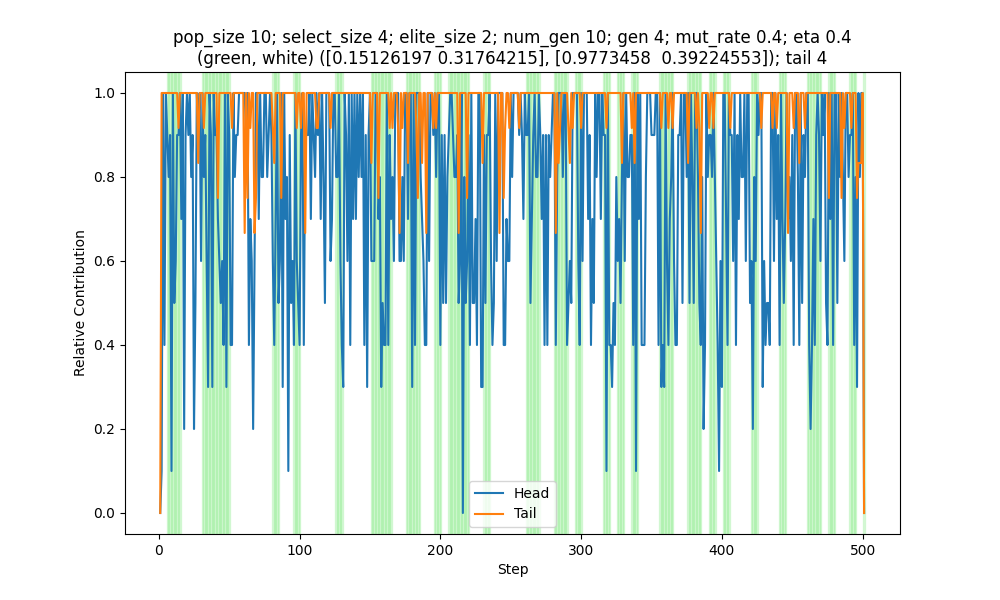 pop_size 10; select_size 4; elite_size 2; num_gen 10; gen 4; mut_rate 0.4; eta 0.4
(green, white) ([0.15126197 0.31764215], [0.9773458  0.39224553]); tail 4
1.0
0.8
0.6
0.4
0.2
0.0
Relative Contribution
Head
Tail
0
100
200
300
400
500
Step